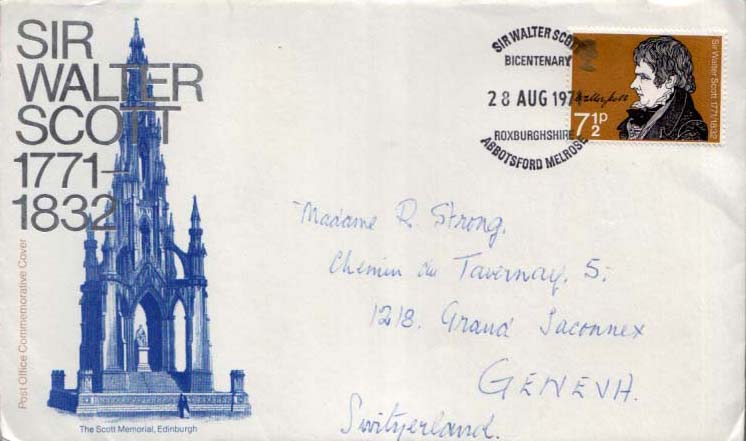 SIR
WALTER
SCOTT
1771–
1832
Post Office Commemorative Cover
The Scott Memorial, Edinburgh
SIR WALTER SCOTT
BICENTENARY
28 AUG 1971
ROXBURGHSHIRE
ABBOTSFORD MELROSE
Walter Scott
7½p
Sir Walter Scott 1771-1832
Madame R. Strong,
Chemin du Tavernay, 5.
1218. Grand Saconnex
GENEVA.
Switzerland.